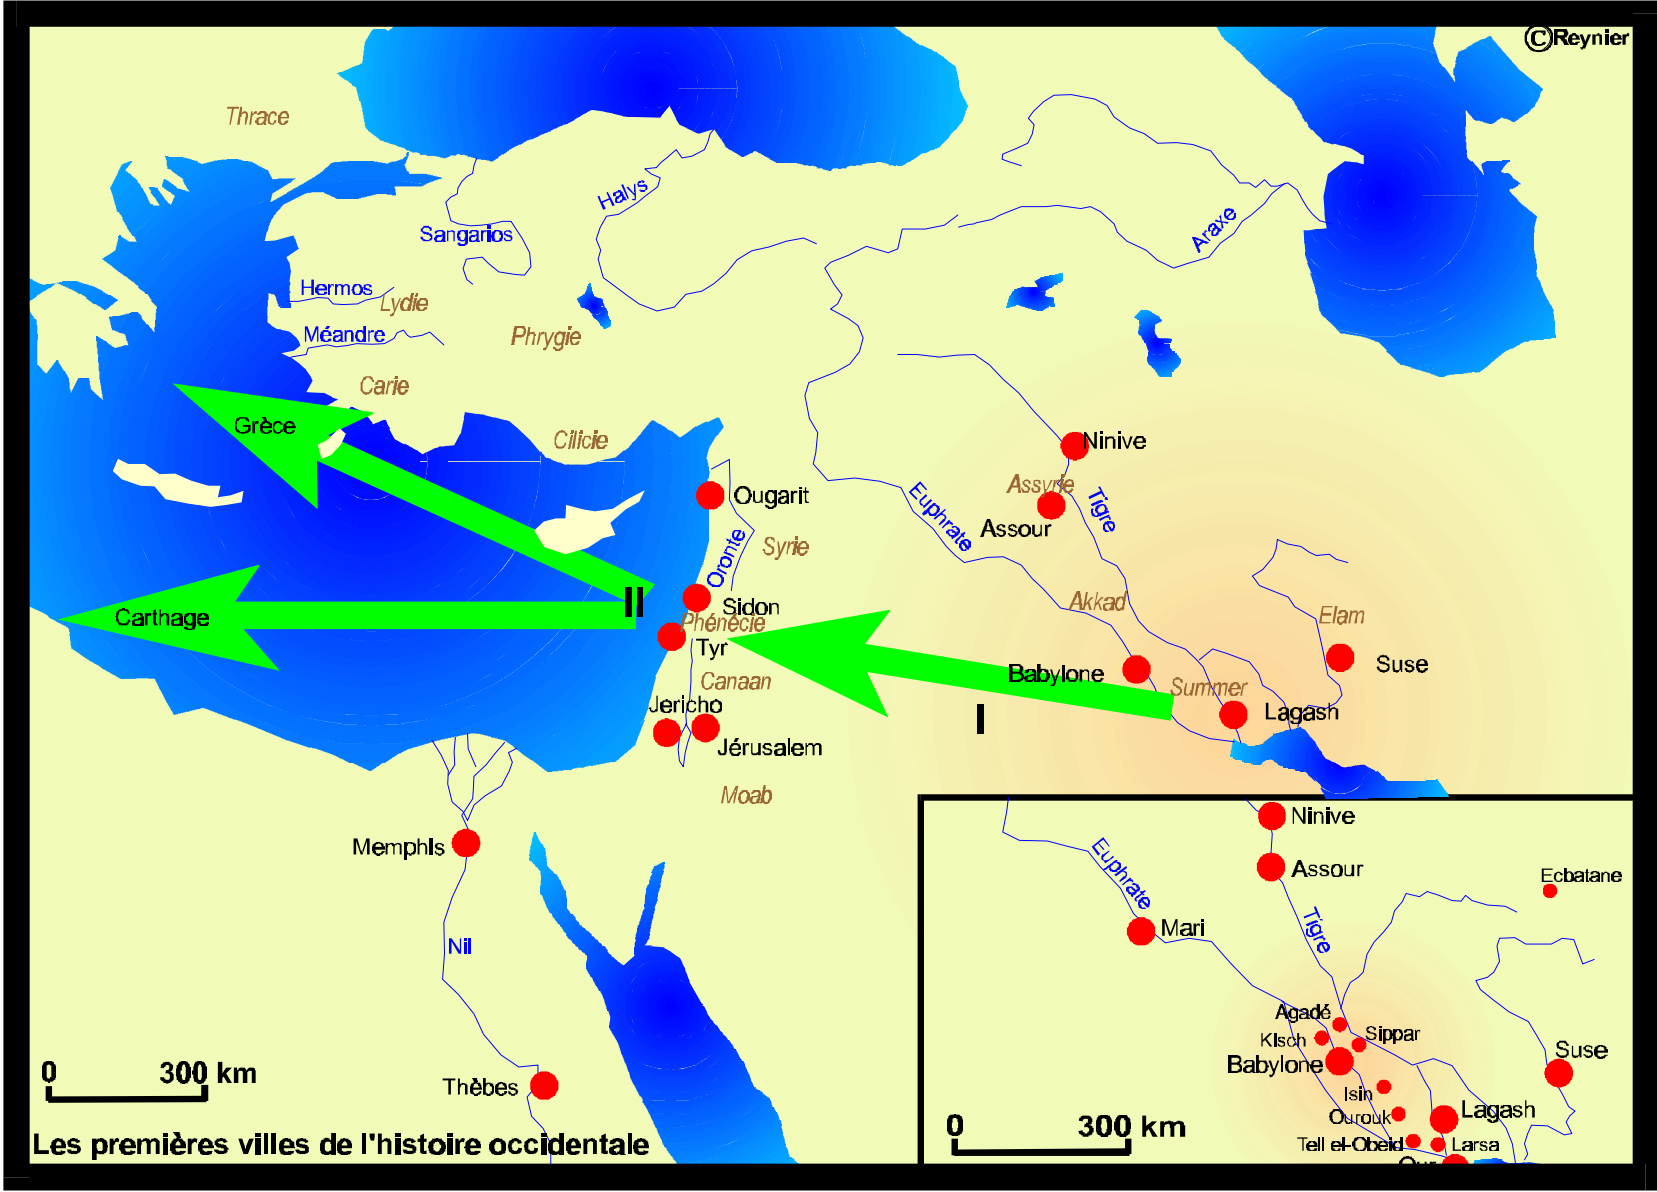 ©Reynier
Thrace
Halys
Sangarios
Araxe
Hermos
Lydie
Méandre
Phrygie
Carie
Grèce
Cilicie
Ninive
Assyrie
Ougarit
Euphrate
Tigre
Assour
Oronte
Syrie
II
Sidon
Akkad
Elam
Carthage
Phénécie
Tyr
Babylone
Suse
Canaan
Summer
Jericho
I
Lagash
Jérusalem
Moab
Memphis
Nil
Thèbes
0 300 km
Les premières villes de l'histoire occidentale
Ninive
Euphrate
Assour
Ecbatane
Mari
Tigre
Agadé
Kisch
Sippar
Babylone
Suse
Isin
Ourouk
Lagash
0 300 km
Tell el-Obeid
Larsa
Our